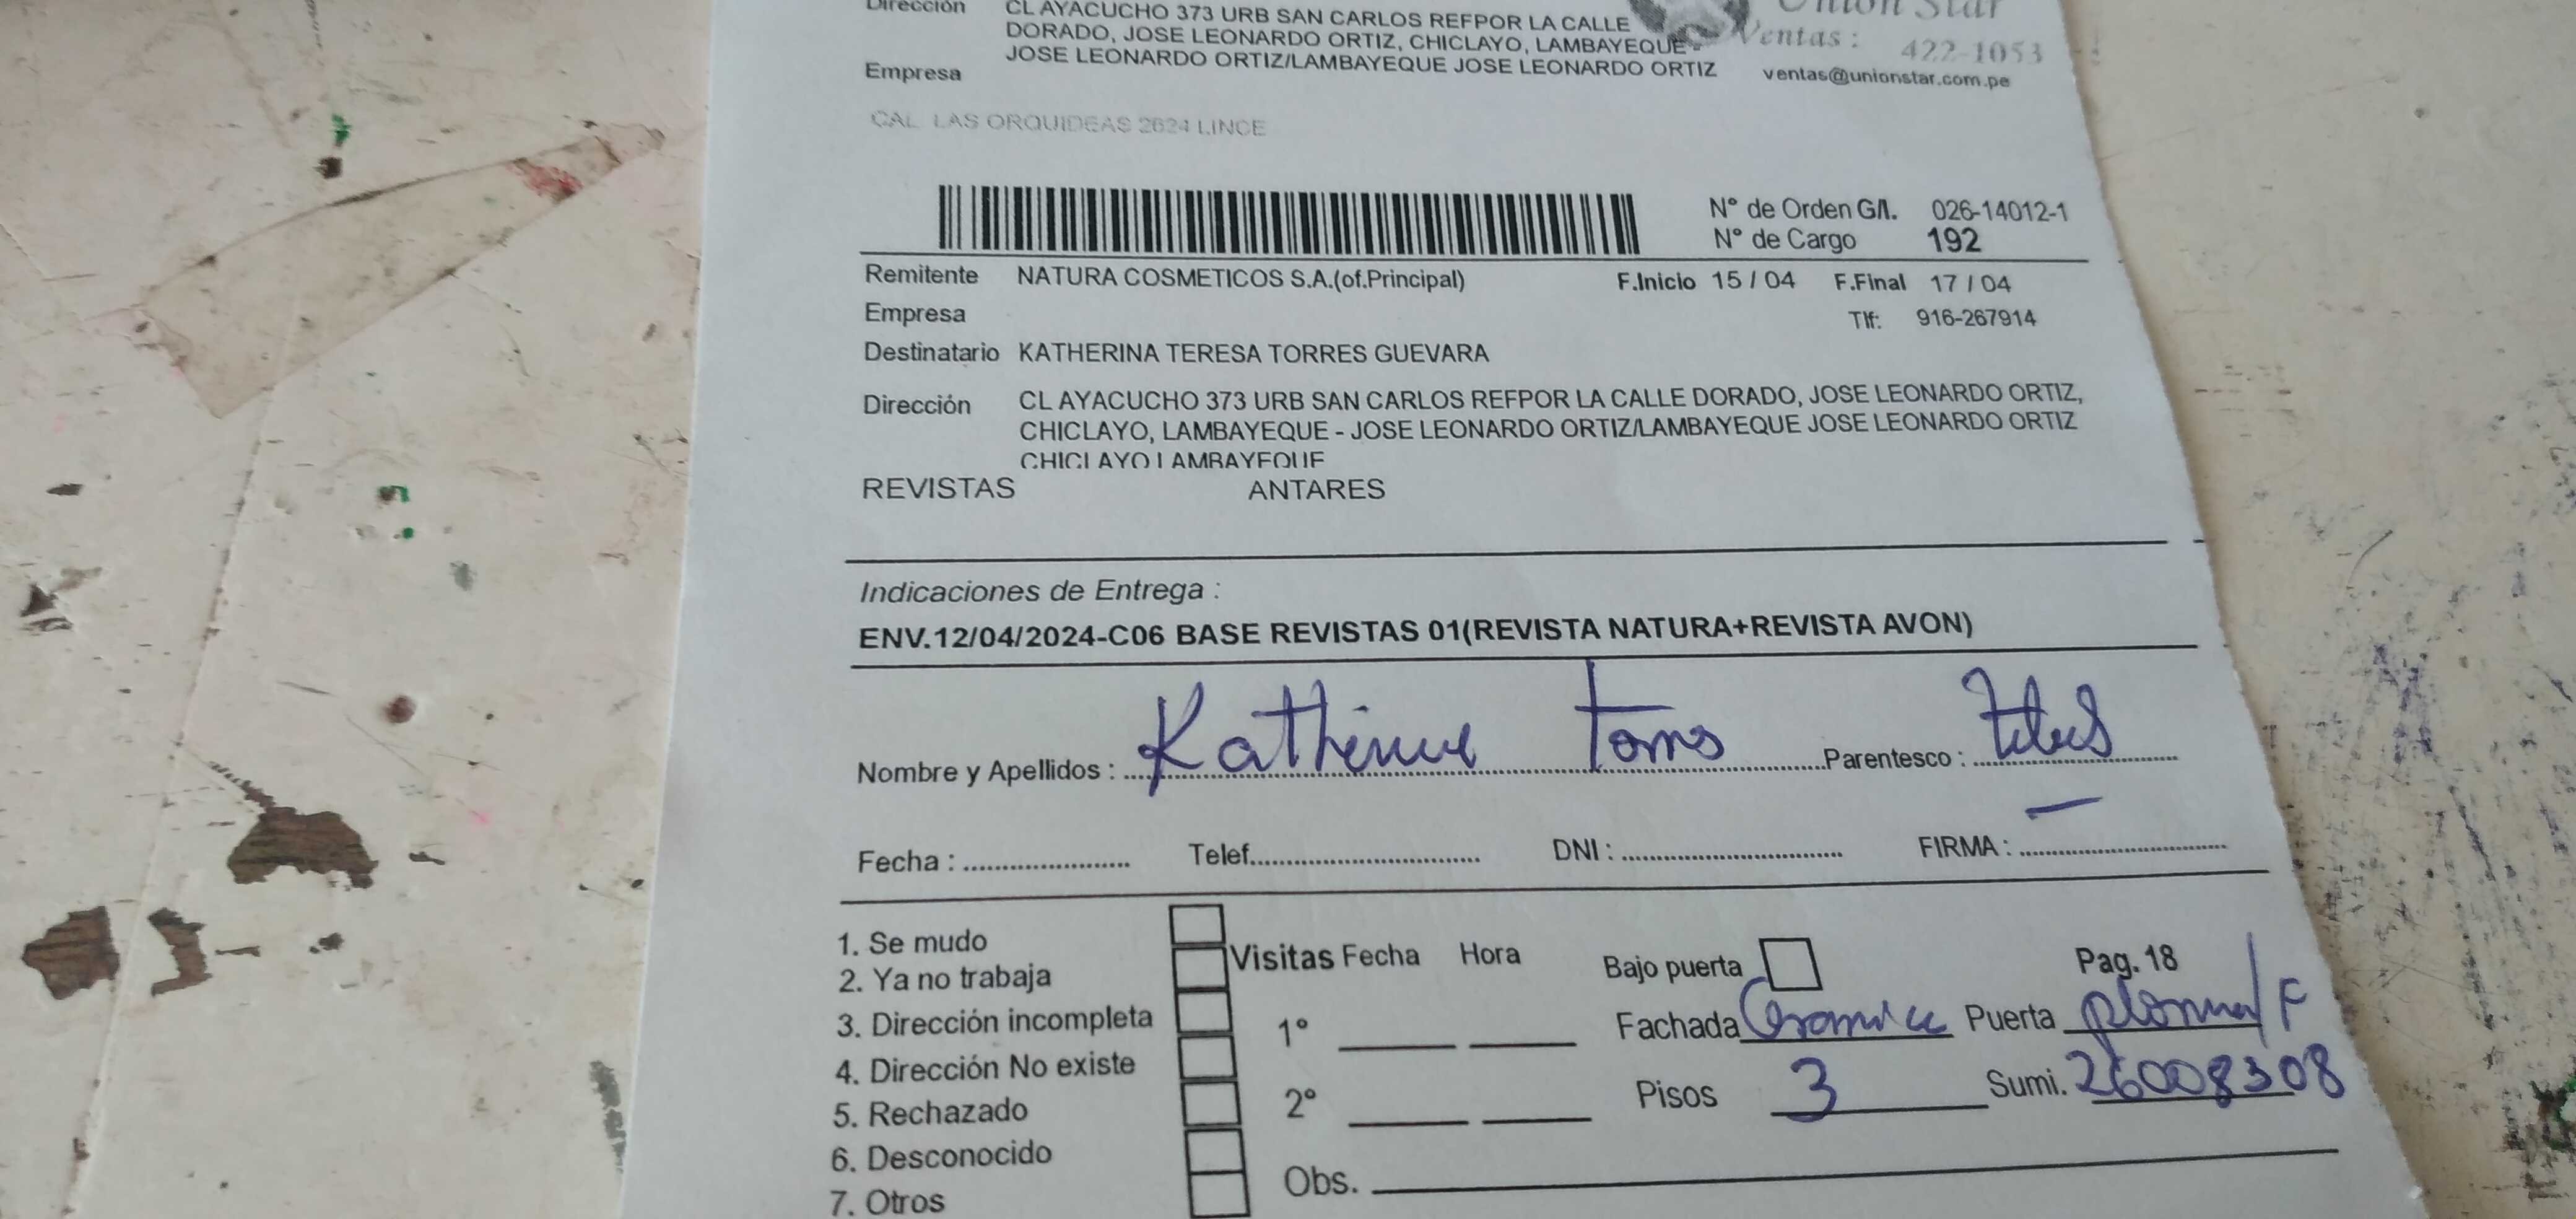 Dirección CL AYACUCHO 373 URB SAN CARLOS REFPOR LA CALLE
DORADO, JOSE LEONARDO ORTIZ, CHICLAYO, LAMBAYEQUE -
JOSE LEONARDO ORTIZ/LAMBAYEQUE JOSE LEONARDO ORTIZ
Empresa
Union Star
Ventas : 422-1053
ventas@unionstar.com.pe
CAL LAS ORQUIDEAS 2624 LINCE
N° de Orden G/I. 026-14012-1
N° de Cargo 192
Remitente NATURA COSMETICOS S.A.(of.Principal) F.Inicio 15 / 04 F.Final 17 / 04
Empresa Tlf: 916-267914
Destinatario KATHERINA TERESA TORRES GUEVARA
Dirección CL AYACUCHO 373 URB SAN CARLOS REFPOR LA CALLE DORADO, JOSE LEONARDO ORTIZ,
CHICLAYO, LAMBAYEQUE - JOSE LEONARDO ORTIZ/LAMBAYEQUE JOSE LEONARDO ORTIZ
CHICLAYO LAMBAYEQUE
REVISTAS ANTARES
Indicaciones de Entrega :
ENV.12/04/2024-C06 BASE REVISTAS 01(REVISTA NATURA+REVISTA AVON)
Nombre y Apellidos : Parentesco :
Fecha : Telef. DNI : FIRMA :
1. Se mudo
2. Ya no trabaja
3. Dirección incompleta
4. Dirección No existe
5. Rechazado
6. Desconocido
7. Otros
Visitas Fecha Hora
1°
2°
Obs.
Bajo puerta Pag. 18
Fachada Puerta
Pisos 3 Sumi. 26008308